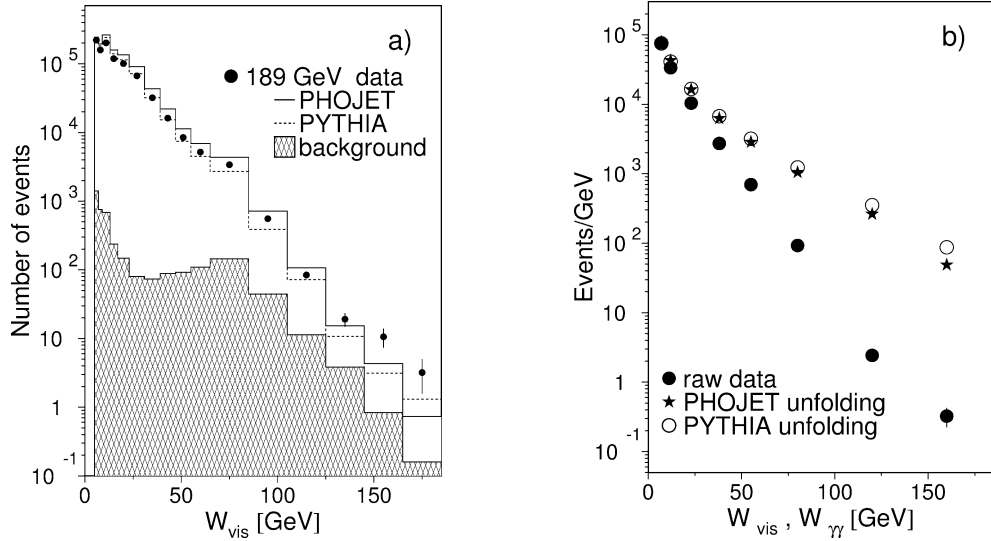 a)
189 GeV data
PHOJET
PYTHIA
background
Number of events
10^5
10^4
10^3
10^2
10
1
10^-1
0 50 100 150
W_vis [GeV]
b)
Events/GeV
10^5
10^4
10^3
10^2
10
1
10^-1
raw data
PHOJET unfolding
PYTHIA unfolding
0 50 100 150
W_vis , W_γγ [GeV]